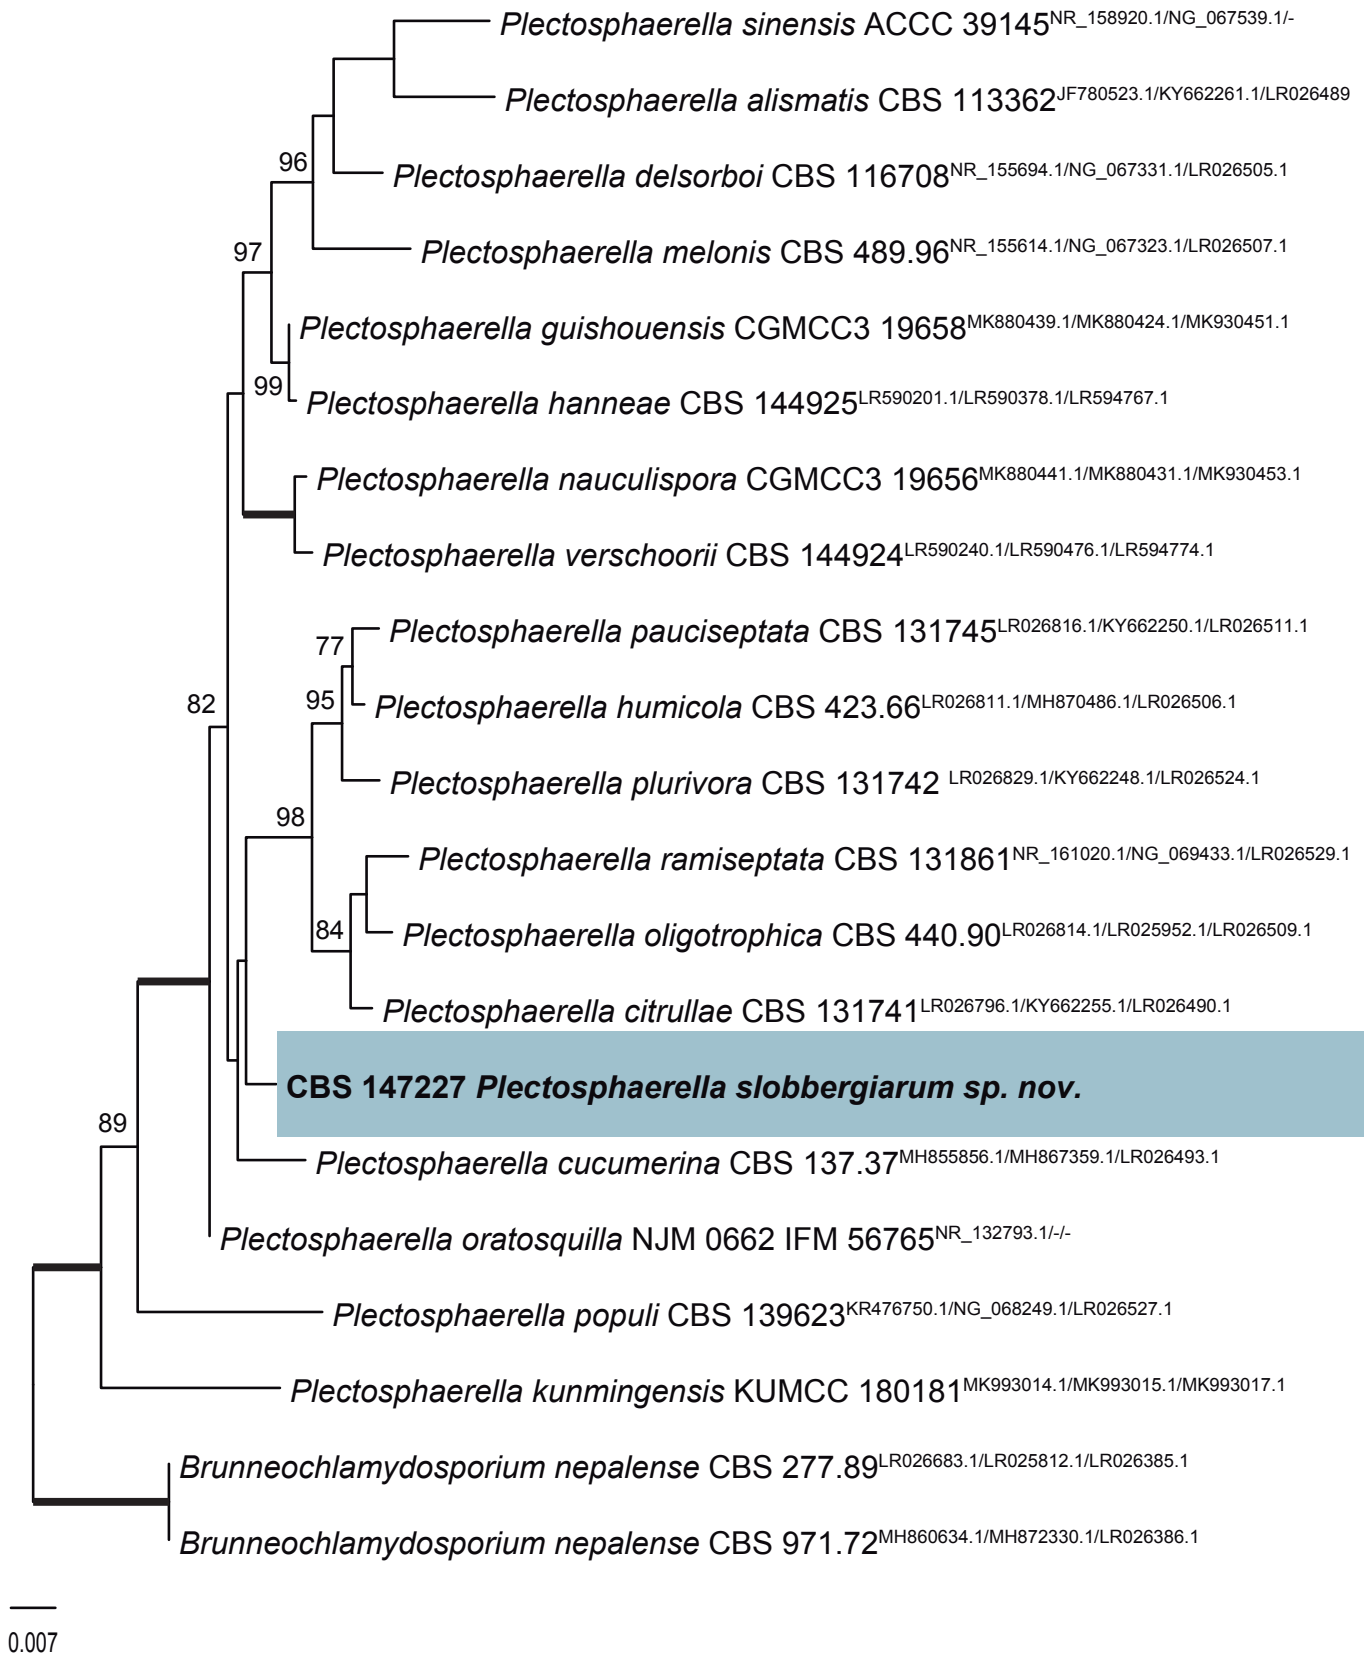 Plectosphaerella sinensis ACCC 39145NR_158920.1/NG_067539.1/-
Plectosphaerella alismatis CBS 113362JF780523.1/KY662261.1/LR026489
96
Plectosphaerella delsorboi CBS 116708NR_155694.1/NG_067331.1/LR026505.1
97
Plectosphaerella melonis CBS 489.96NR_155614.1/NG_067323.1/LR026507.1
Plectosphaerella guishouensis CGMCC3 19658MK880439.1/MK880424.1/MK930451.1
99
Plectosphaerella hanneae CBS 144925LR590201.1/LR590378.1/LR594767.1
Plectosphaerella nauculispora CGMCC3 19656MK880441.1/MK880431.1/MK930453.1
Plectosphaerella verschoorii CBS 144924LR590240.1/LR590476.1/LR594774.1
Plectosphaerella pauciseptata CBS 131745LR026816.1/KY662250.1/LR026511.1
77
95
82
Plectosphaerella humicola CBS 423.66LR026811.1/MH870486.1/LR026506.1
Plectosphaerella plurivora CBS 131742 LR026829.1/KY662248.1/LR026524.1
98
Plectosphaerella ramiseptata CBS 131861NR_161020.1/NG_069433.1/LR026529.1
84
Plectosphaerella oligotrophica CBS 440.90LR026814.1/LR025952.1/LR026509.1
Plectosphaerella citrullae CBS 131741LR026796.1/KY662255.1/LR026490.1
CBS 147227 Plectosphaerella slobbergiarum sp. nov.
89
Plectosphaerella cucumerina CBS 137.37MH855856.1/MH867359.1/LR026493.1
Plectosphaerella oratosquilla NJM 0662 IFM 56765NR_132793.1/-/-
Plectosphaerella populi CBS 139623KR476750.1/NG_068249.1/LR026527.1
Plectosphaerella kunmingensis KUMCC 180181MK993014.1/MK993015.1/MK993017.1
Brunneochlamydosporium nepalense CBS 277.89LR026683.1/LR025812.1/LR026385.1
Brunneochlamydosporium nepalense CBS 971.72MH860634.1/MH872330.1/LR026386.1
0.007